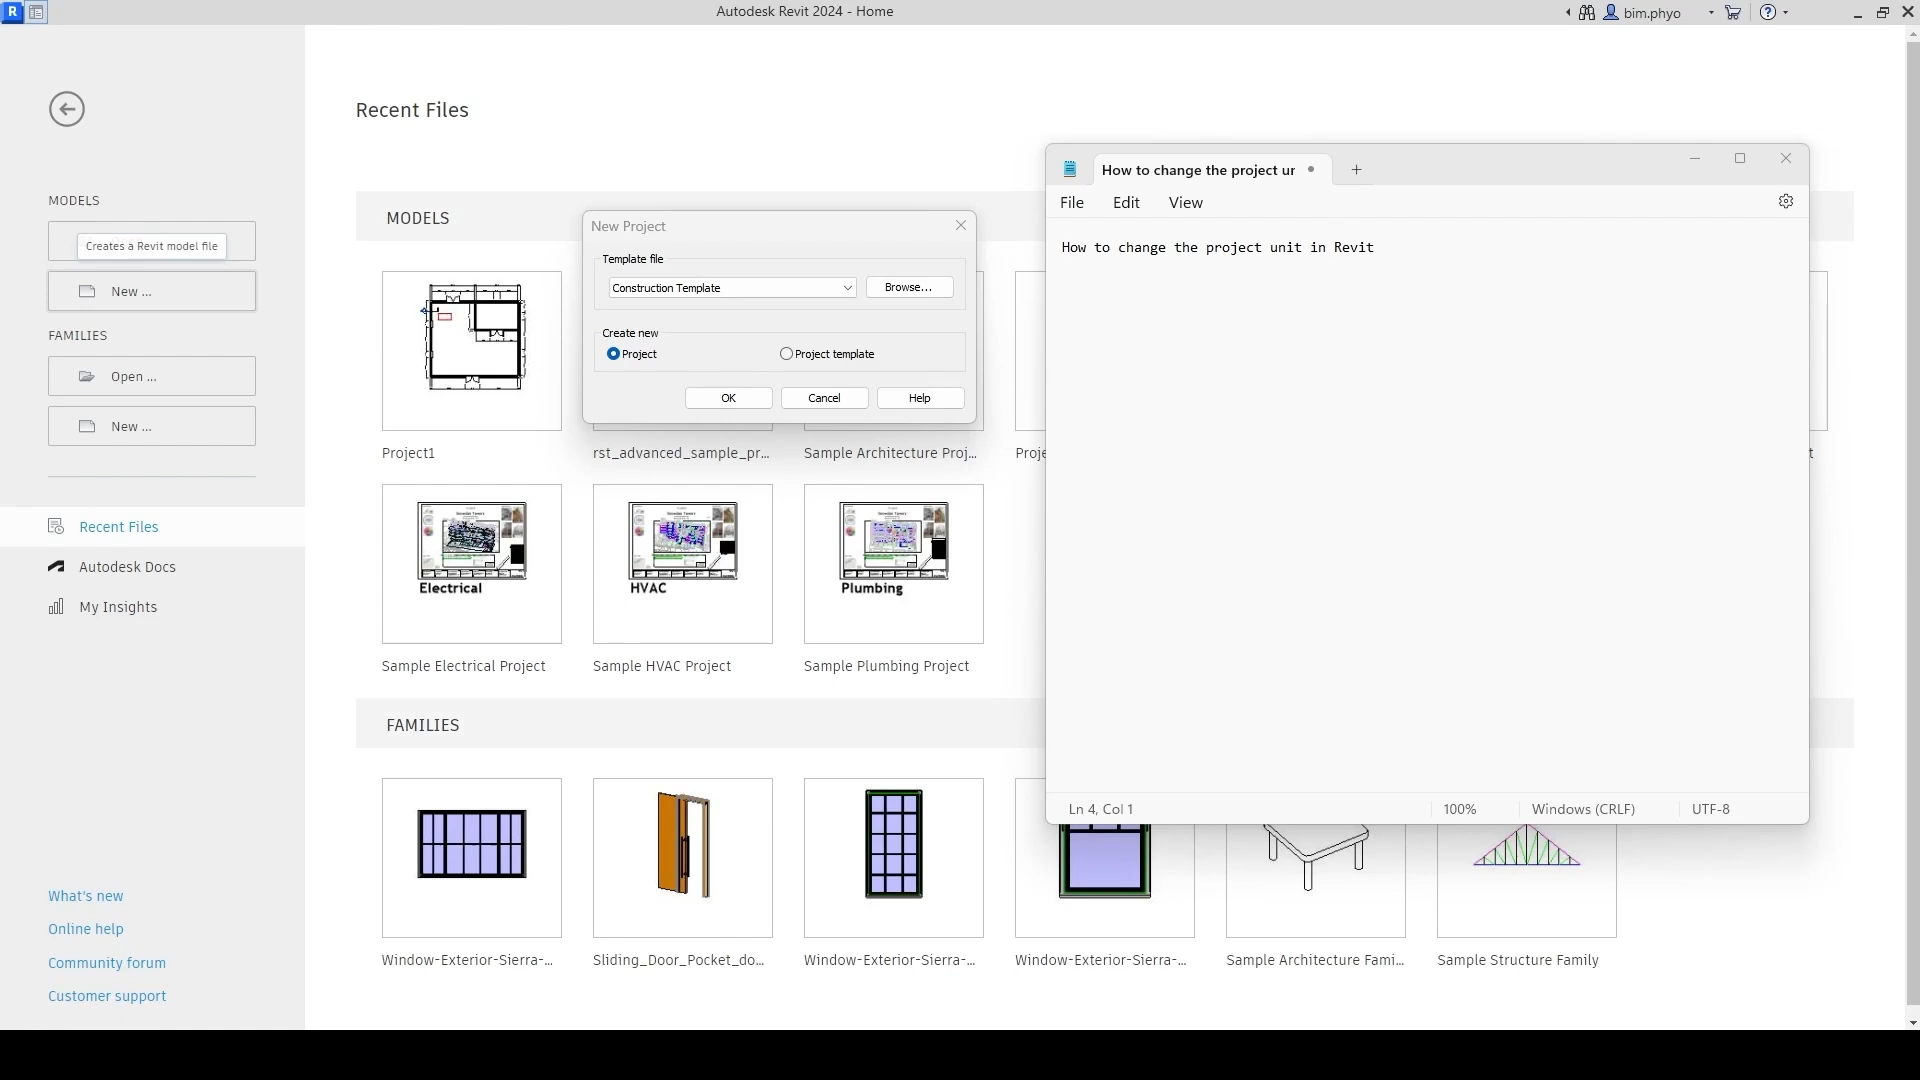 R
Autodesk Revit 2024 - Home
bim.phyo
Recent Files
MODELS
Creates a Revit model file
New ...
FAMILIES
Open ...
New ...
Recent Files
Autodesk Docs
My Insights
What's new
Online help
Community forum
Customer support
MODELS
Project1
rst_advanced_sample_pr...
Sample Architecture Proj...
Proje
t
Electrical
HVAC
Plumbing
Sample Electrical Project
Sample HVAC Project
Sample Plumbing Project
FAMILIES
Window-Exterior-Sierra-...
Sliding_Door_Pocket_do...
Window-Exterior-Sierra-...
Window-Exterior-Sierra-...
Sample Architecture Fami...
Sample Structure Family
New Project
Template file
Construction Template
Browse...
Create new
Project
Project template
OK
Cancel
Help
How to change the project ur
File
Edit
View
How to change the project unit in Revit
Ln 4, Col 1
100%
Windows (CRLF)
UTF-8